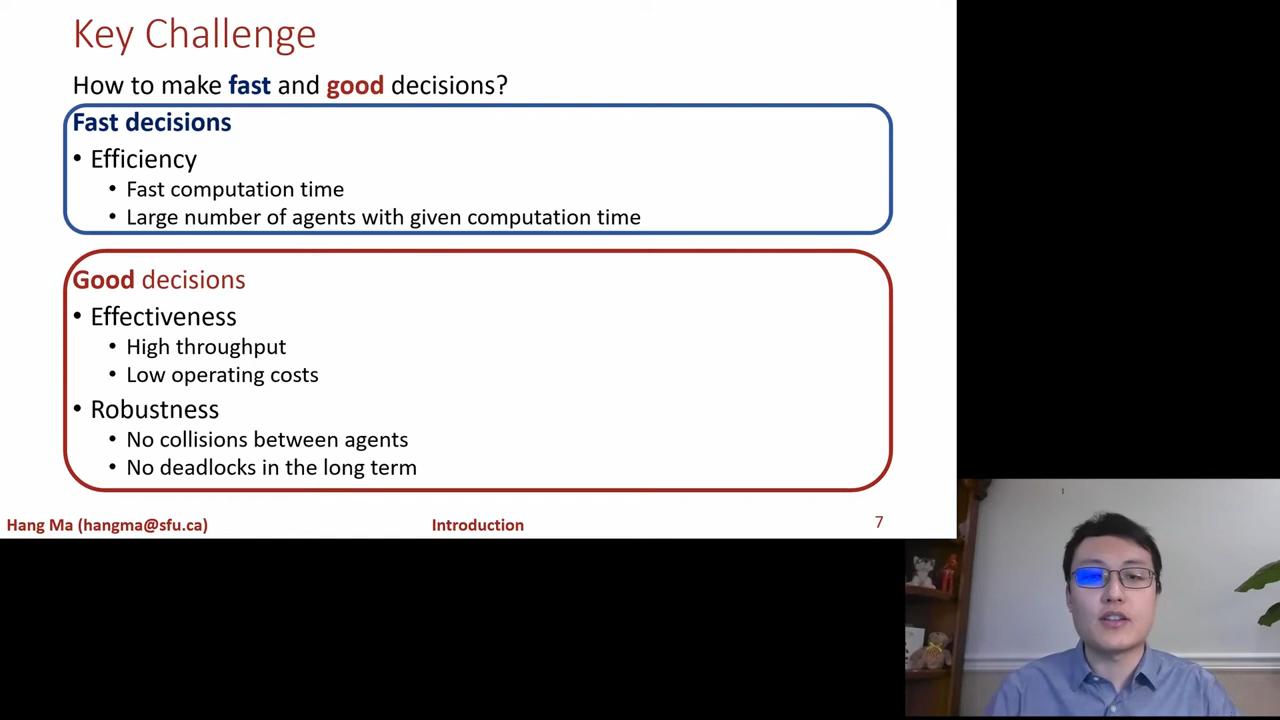 Key Challenge
How to make fast and good decisions?
Fast decisions
• Efficiency
• Fast computation time
• Large number of agents with given computation time
Good decisions
• Effectiveness
• High throughput
• Low operating costs
• Robustness
• No collisions between agents
• No deadlocks in the long term
Hang Ma (hangma@sfu.ca) Introduction 7